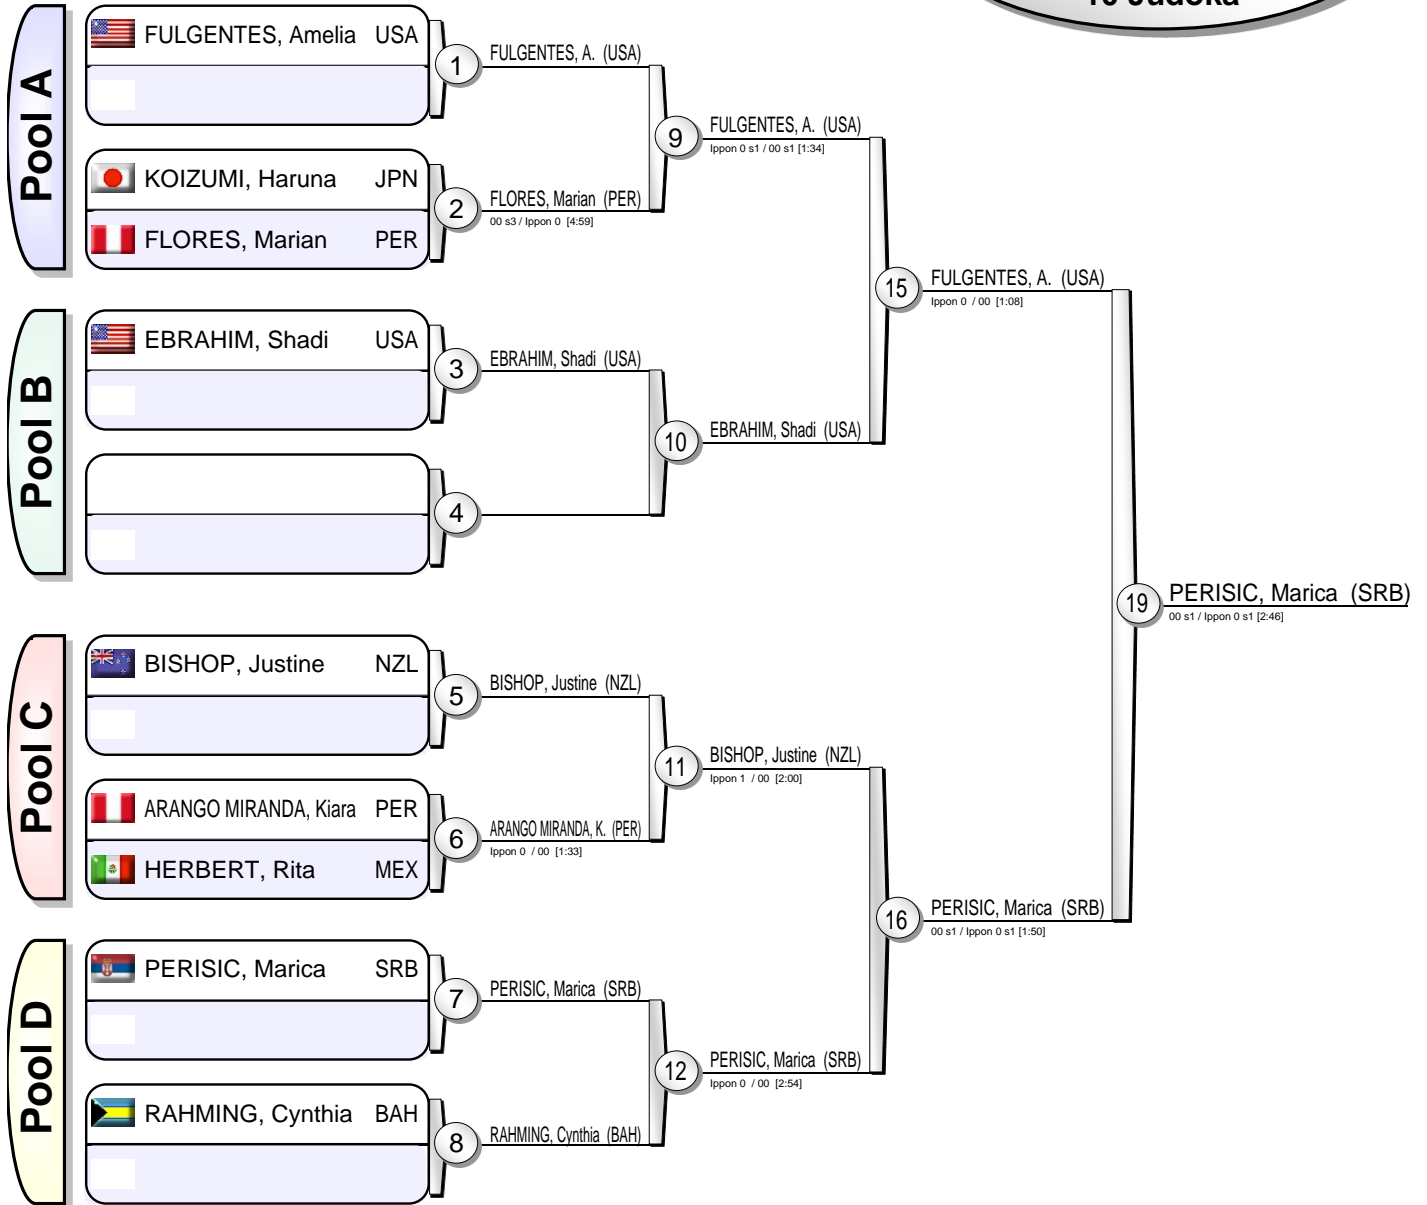 10 Judoka
Pool A
FULGENTES, Amelia USA
1
FULGENTES, A. (USA)
KOIZUMI, Haruna JPN
FLORES, Marian PER
2
FLORES, Marian (PER)
00 s3 / Ippon 0 [4:59]
9
FULGENTES, A. (USA)
Ippon 0 s1 / 00 s1 [1:34]
Pool B
EBRAHIM, Shadi USA
3
EBRAHIM, Shadi (USA)
4
10
EBRAHIM, Shadi (USA)
15
FULGENTES, A. (USA)
Ippon 0 / 00 [1:08]
Pool C
BISHOP, Justine NZL
5
BISHOP, Justine (NZL)
ARANGO MIRANDA, Kiara PER
HERBERT, Rita MEX
6
ARANGO MIRANDA, K. (PER)
Ippon 0 / 00 [1:33]
11
BISHOP, Justine (NZL)
Ippon 1 / 00 [2:00]
Pool D
PERISIC, Marica SRB
7
PERISIC, Marica (SRB)
RAHMING, Cynthia BAH
8
RAHMING, Cynthia (BAH)
12
PERISIC, Marica (SRB)
Ippon 0 / 00 [2:54]
16
PERISIC, Marica (SRB)
00 s1 / Ippon 0 s1 [1:50]
19
PERISIC, Marica (SRB)
00 s1 / Ippon 0 s1 [2:46]